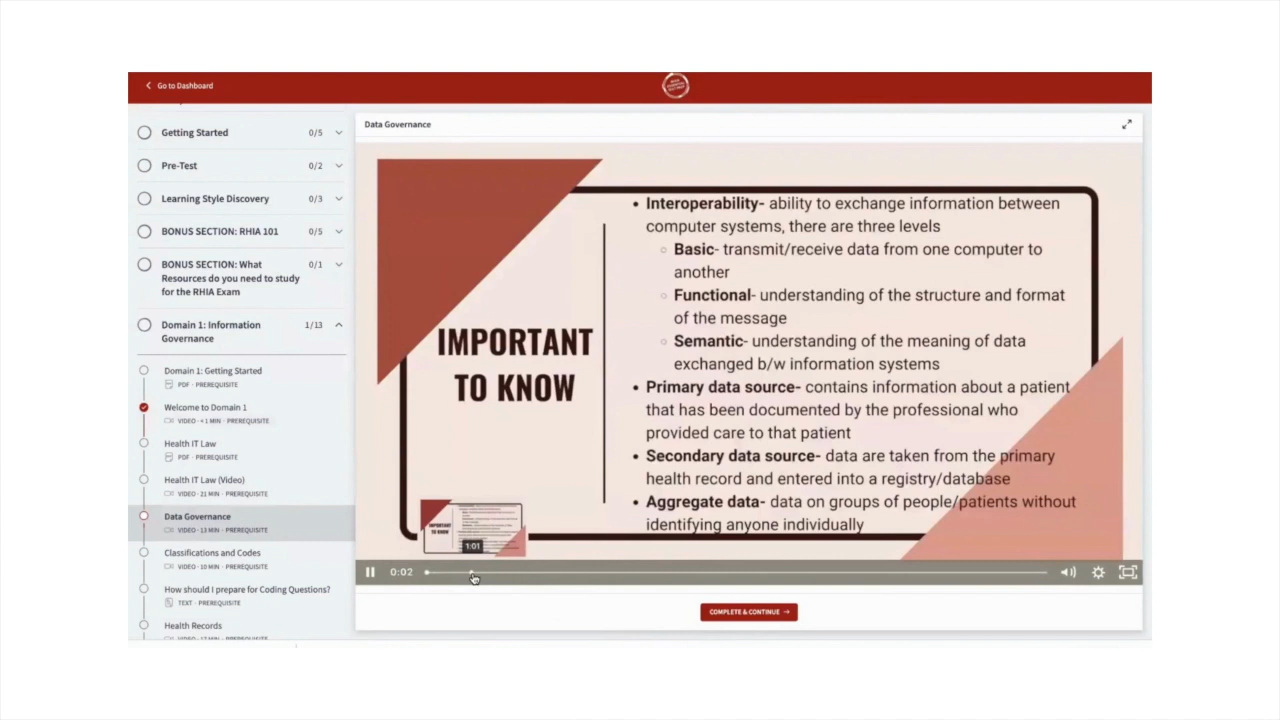 Go to Dashboard
Getting Started 0/5
Pre-Test 0/2
Learning Style Discovery 0/3
BONUS SECTION: RHIA 101 0/5
BONUS SECTION: What 0/1
Resources do you need to study
for the RHIA Exam
Domain 1: Information 1/13
Governance
Domain 1: Getting Started
PDF · PREREQUISITE
Welcome to Domain 1
VIDEO · < 1 MIN · PREREQUISITE
Health IT Law
PDF · PREREQUISITE
Health IT Law (Video)
VIDEO · 21 MIN · PREREQUISITE
Data Governance
VIDEO · 13 MIN · PREREQUISITE
Classifications and Codes
VIDEO · 10 MIN · PREREQUISITE
How should I prepare for Coding Questions?
TEXT · PREREQUISITE
Health Records
VIDEO · 17 MIN · PREREQUISITE
Data Governance
IMPORTANT
TO KNOW
• Interoperability- ability to exchange information between
computer systems, there are three levels
○ Basic- transmit/receive data from one computer to
another
○ Functional- understanding of the structure and format
of the message
○ Semantic- understanding of the meaning of data
exchanged b/w information systems
• Primary data source- contains information about a patient
that has been documented by the professional who
provided care to that patient
• Secondary data source- data are taken from the primary
health record and entered into a registry/database
• Aggregate data- data on groups of people/patients without
identifying anyone individually
IMPORTANT
TO KNOW
1:01
0:02
COMPLETE & CONTINUE →